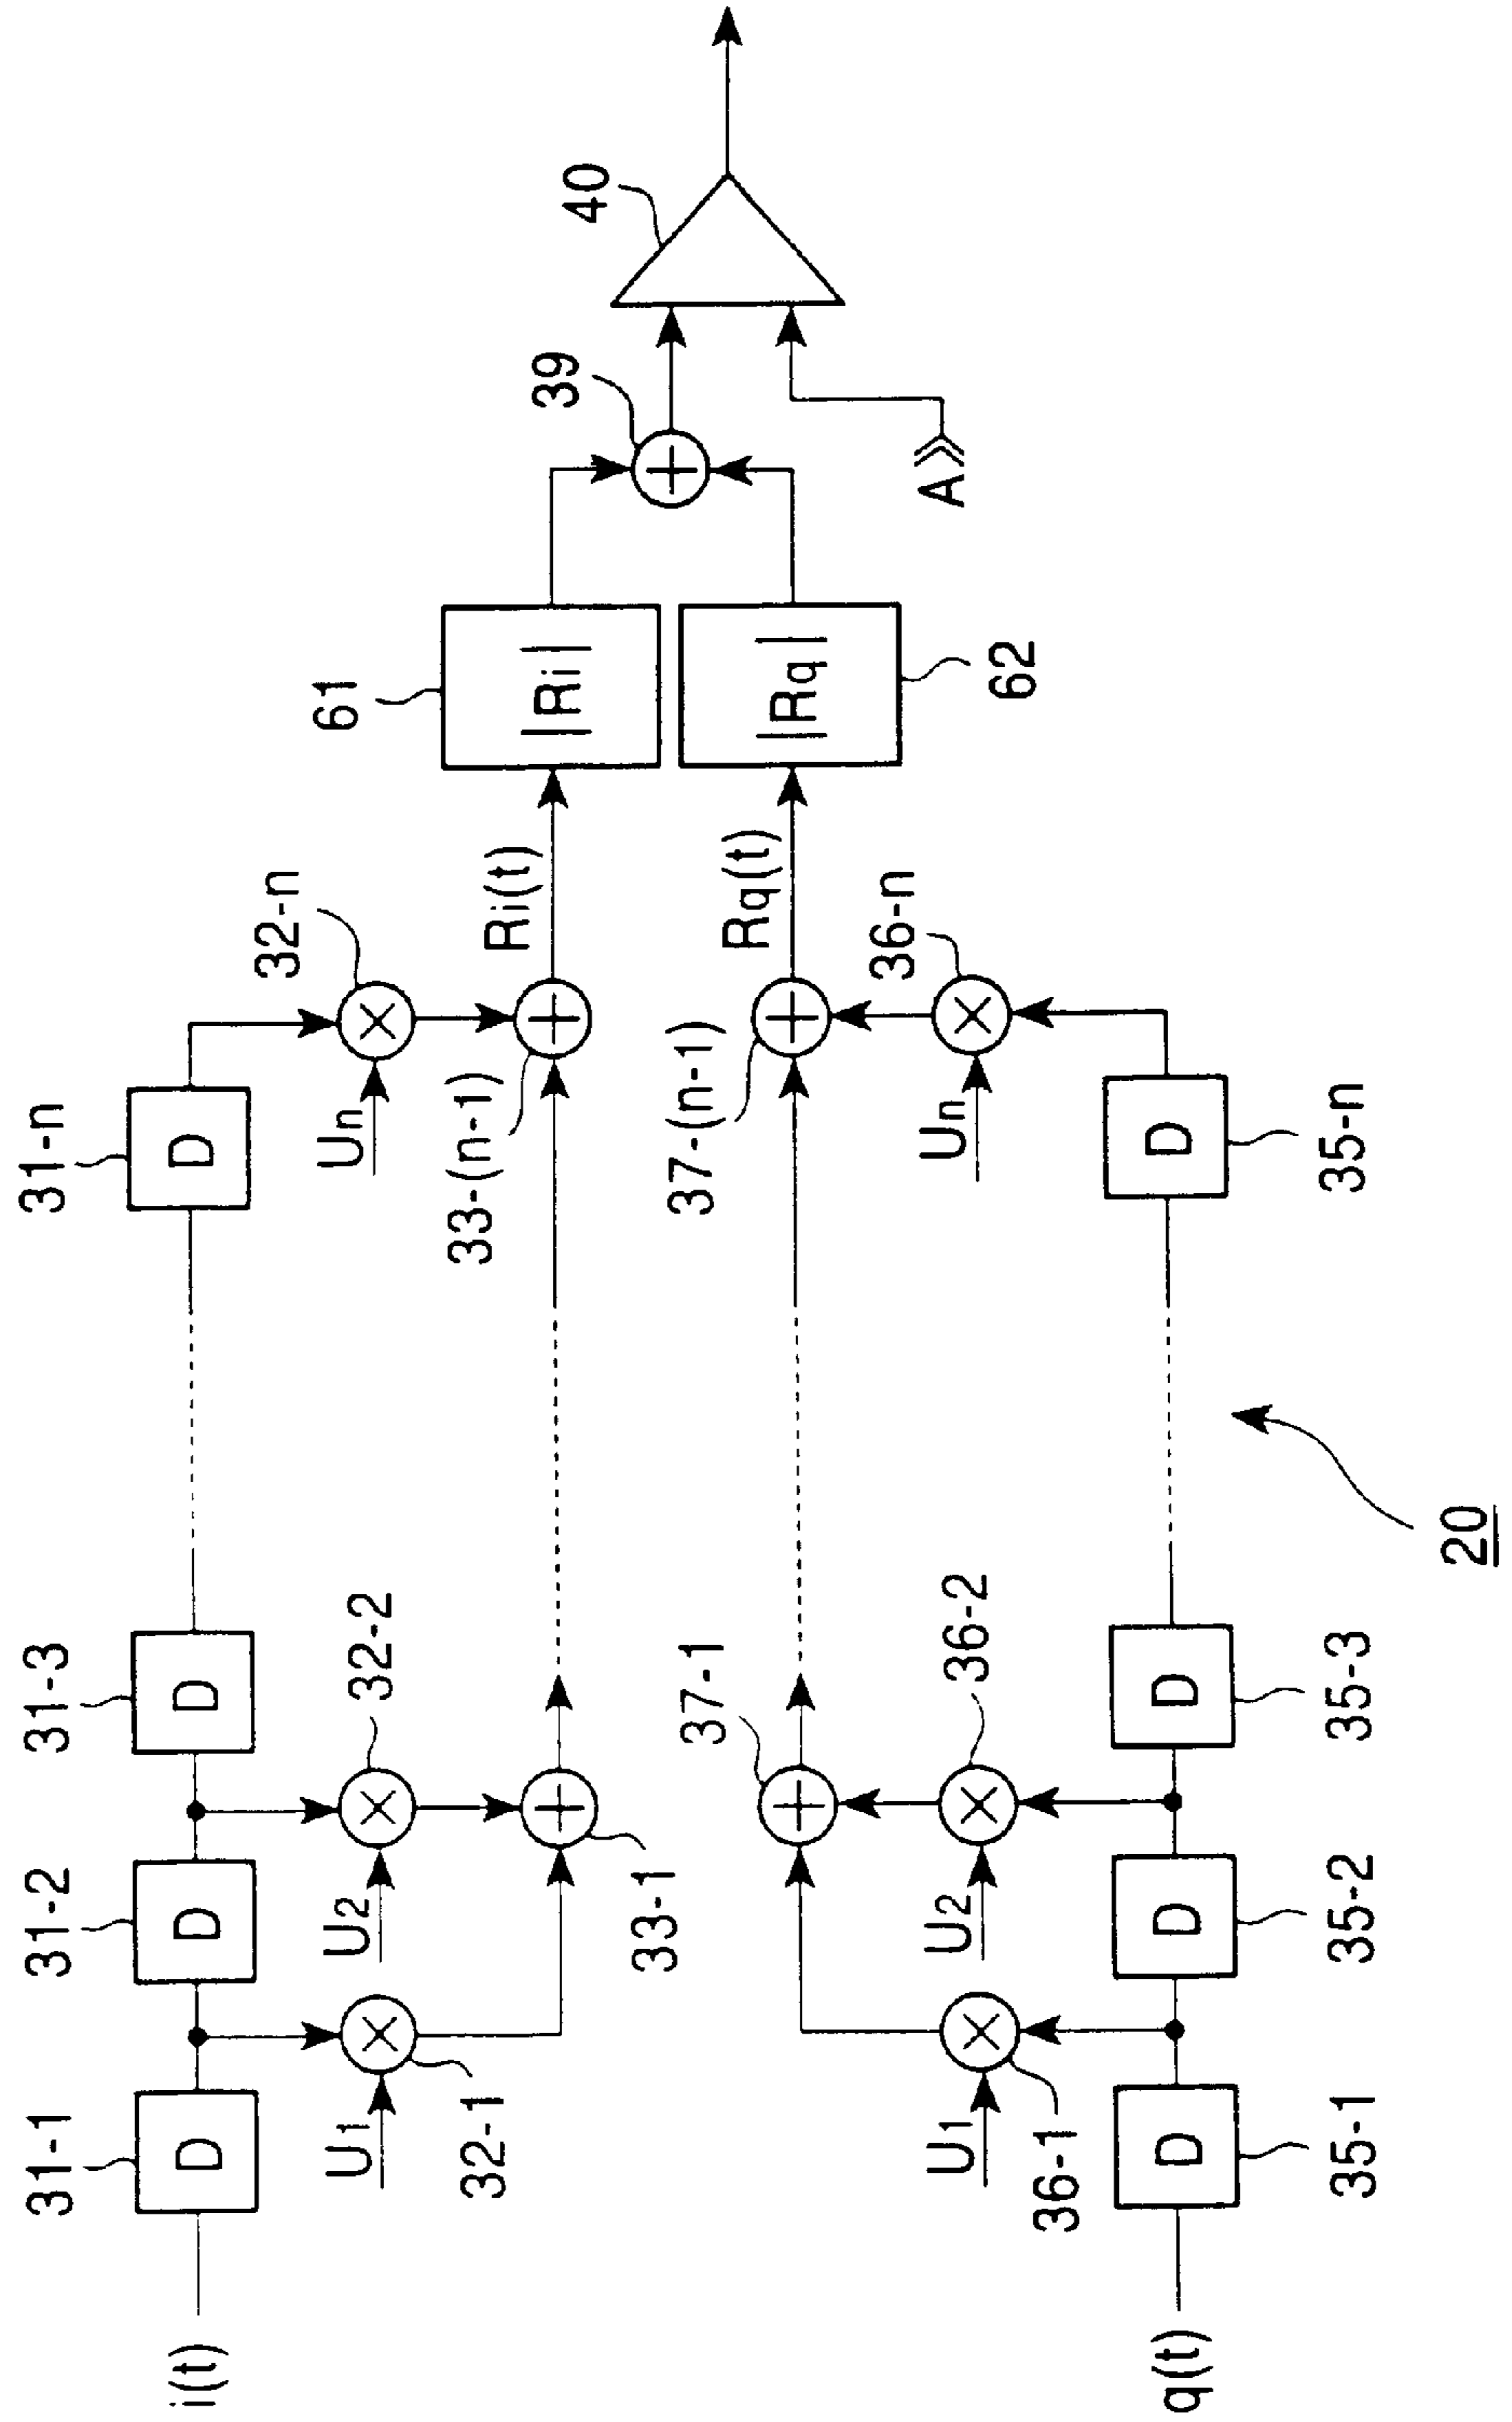 31-1
31-2
31-3
31-n
i(t)
D
D
D
D
U1
U2
Un
32-1
32-2
32-n
33-1
33-(n-1)
Ri(t)
61
|Ri|
39
40
A
|Rq|
62
37-1
37-(n-1)
Rq(t)
U1
U2
Un
36-1
36-2
36-n
q(t)
D
D
D
D
35-1
35-2
35-3
35-n
20